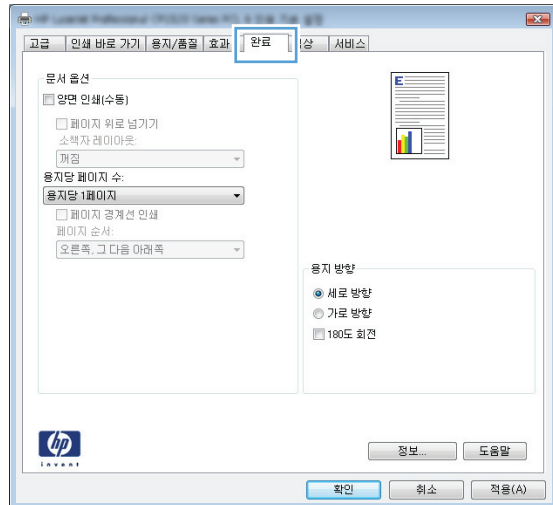 고급
인쇄 바로 가기
용지/품질
효과
완료
상
서비스
문서 옵션
양면 인쇄(수동)
페이지 위로 넘기기
소책자 레이아웃:
꺼짐
용지당 페이지 수:
용지당 1페이지
페이지 경계선 인쇄
페이지 순서:
오른쪽, 그 다음 아래쪽
E
용지 방향
세로 방향
가로 방향
180도 회전
hp
invent
정보...
도움말
확인
취소
적용(A)